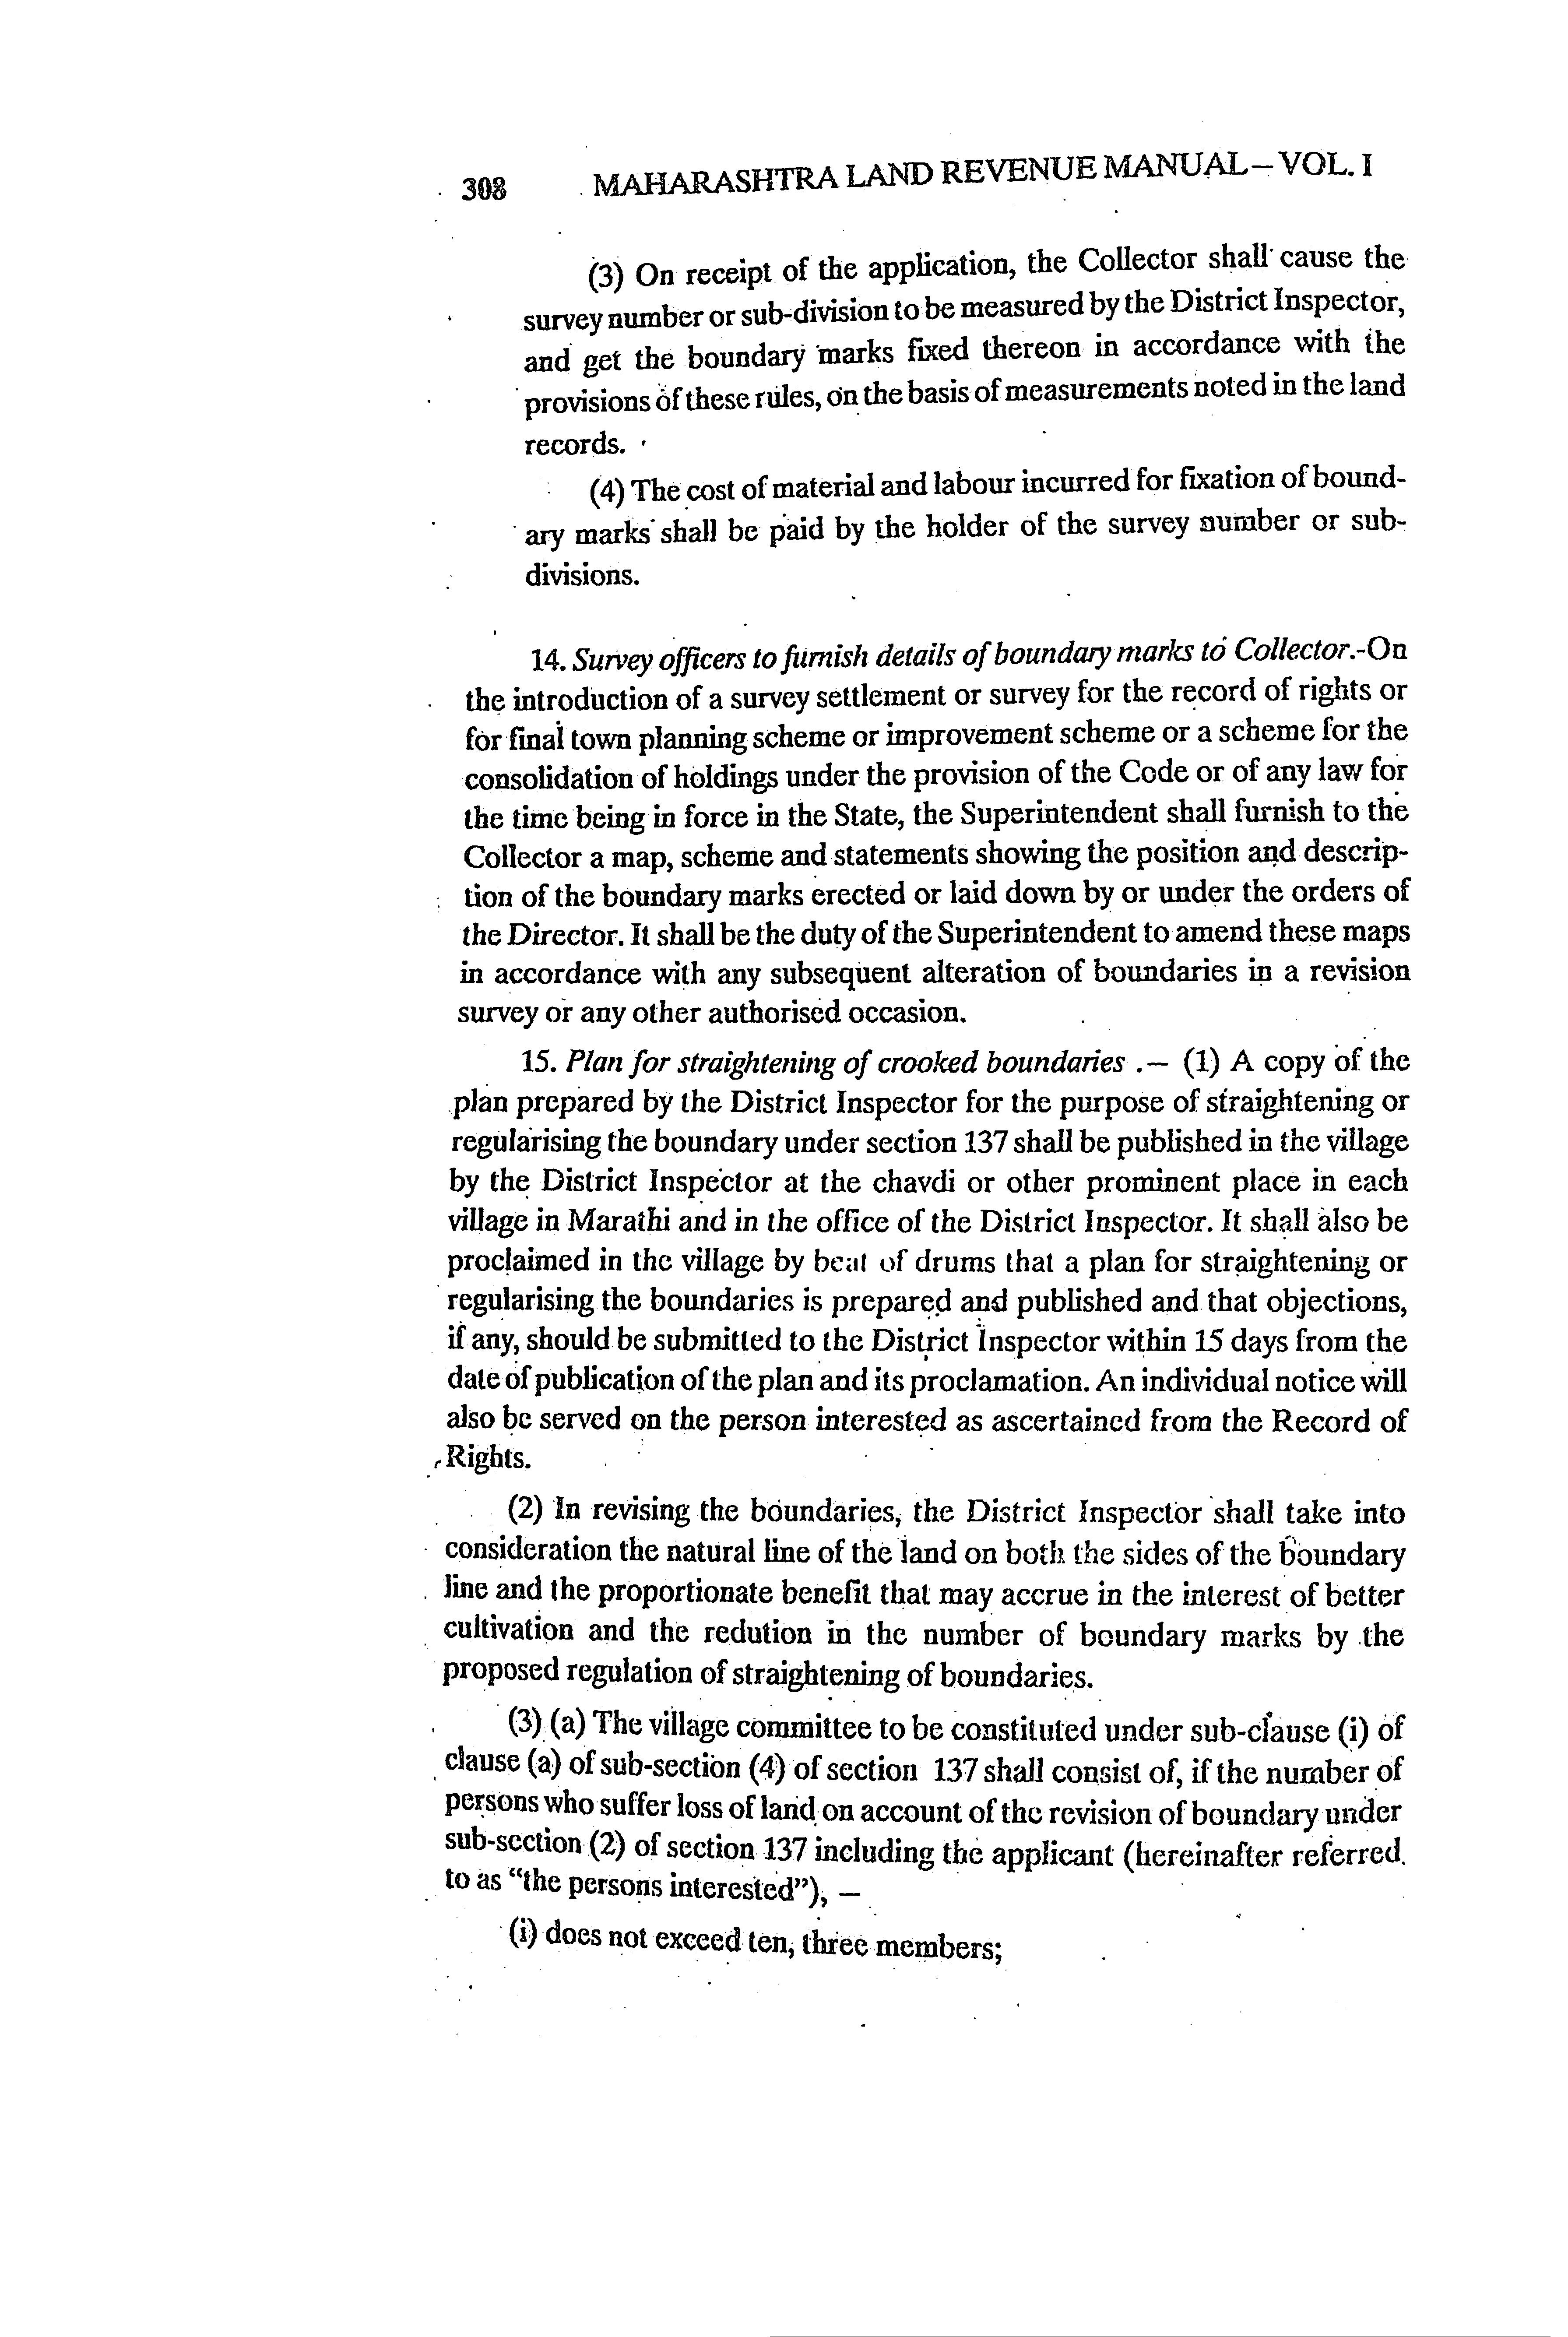 308 MAHARASHTRA LAND REVENUE MANUAL – VOL. I
(3) On receipt of the application, the Collector shall cause the
survey number or sub-division to be measured by the District Inspector,
and get the boundary marks fixed thereon in accordance with the
provisions of these rules, on the basis of measurements noted in the land
records.
(4) The cost of material and labour incurred for fixation of bound-
ary marks shall be paid by the holder of the survey number or sub-
divisions.
14. Survey officers to furnish details of boundary marks to Collector.-On
the introduction of a survey settlement or survey for the record of rights or
for final town planning scheme or improvement scheme or a scheme for the
consolidation of holdings under the provision of the Code or of any law for
the time being in force in the State, the Superintendent shall furnish to the
Collector a map, scheme and statements showing the position and descrip-
tion of the boundary marks erected or laid down by or under the orders of
the Director. It shall be the duty of the Superintendent to amend these maps
in accordance with any subsequent alteration of boundaries in a revision
survey or any other authorised occasion.
15. Plan for straightening of crooked boundaries .— (1) A copy of the
plan prepared by the District Inspector for the purpose of straightening or
regularising the boundary under section 137 shall be published in the village
by the District Inspector at the chavdi or other prominent place in each
village in Marathi and in the office of the District Inspector. It shall also be
proclaimed in the village by beat of drums that a plan for straightening or
regularising the boundaries is prepared and published and that objections,
if any, should be submitted to the District Inspector within 15 days from the
date of publication of the plan and its proclamation. An individual notice will
also be served on the person interested as ascertained from the Record of
Rights.
(2) In revising the boundaries, the District Inspector shall take into
consideration the natural line of the land on both the sides of the boundary
line and the proportionate benefit that may accrue in the interest of better
cultivation and the redution in the number of boundary marks by the
proposed regulation of straightening of boundaries.
(3) (a) The village committee to be constituted under sub-clause (i) of
clause (a) of sub-section (4) of section 137 shall consist of, if the number of
persons who suffer loss of land on account of the revision of boundary under
sub-section (2) of section 137 including the applicant (hereinafter referred
to as “the persons interested”), —
(i) does not exceed ten, three members;